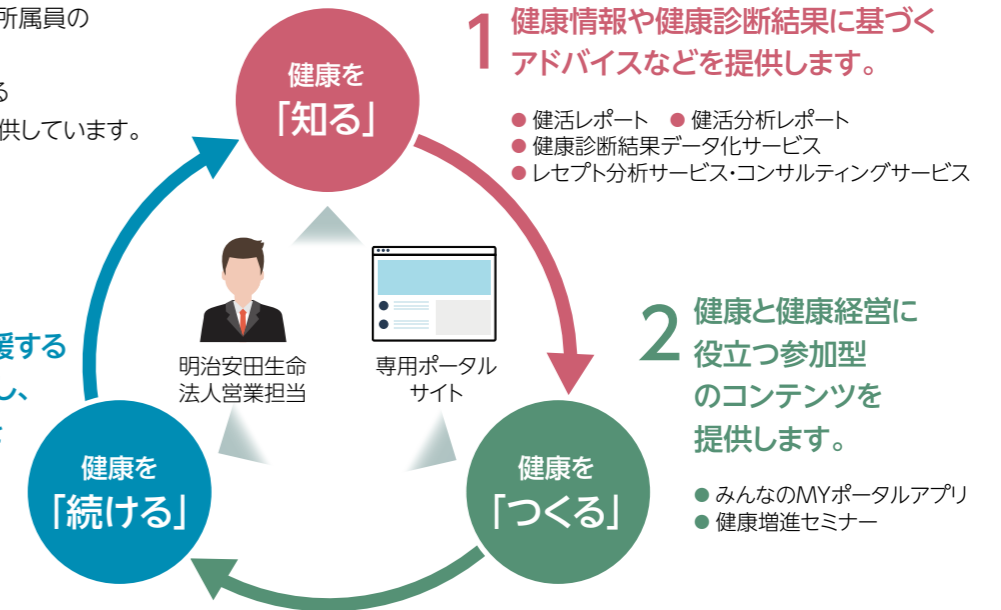 所属員の
る
供しています。
健康を
「知る」
1
健康情報や健康診断結果に基づく
アドバイスなどを提供します。
● 健活レポート ● 健活分析レポート
● 健康診断結果データ化サービス
● レセプト分析サービス・コンサルティングサービス
明治安田生命
法人営業担当
専用ポータル
サイト
2
健康と健康経営に
役立つ参加型
のコンテンツを
提供します。
● みんなのMYポータルアプリ
● 健康増進セミナー
健康を
「つくる」
援する
し、
健康を
「続ける」